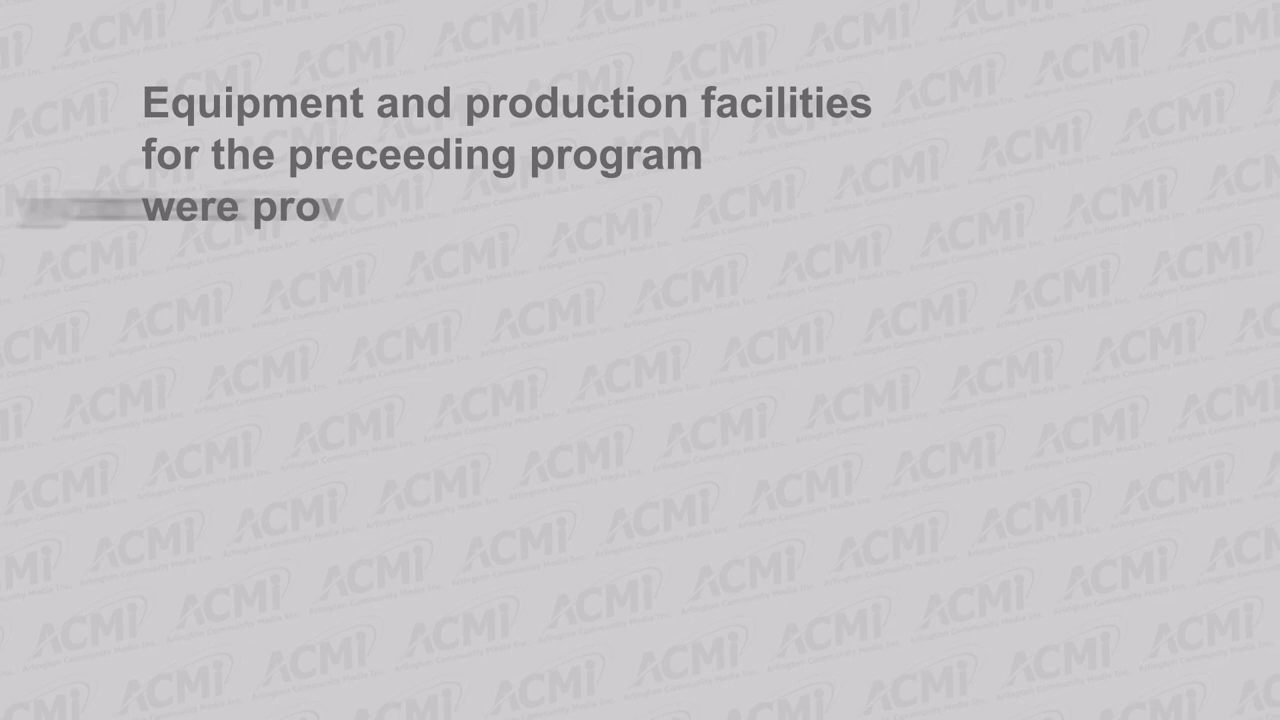 Equipment and production facilities
for the preceeding program
were prov